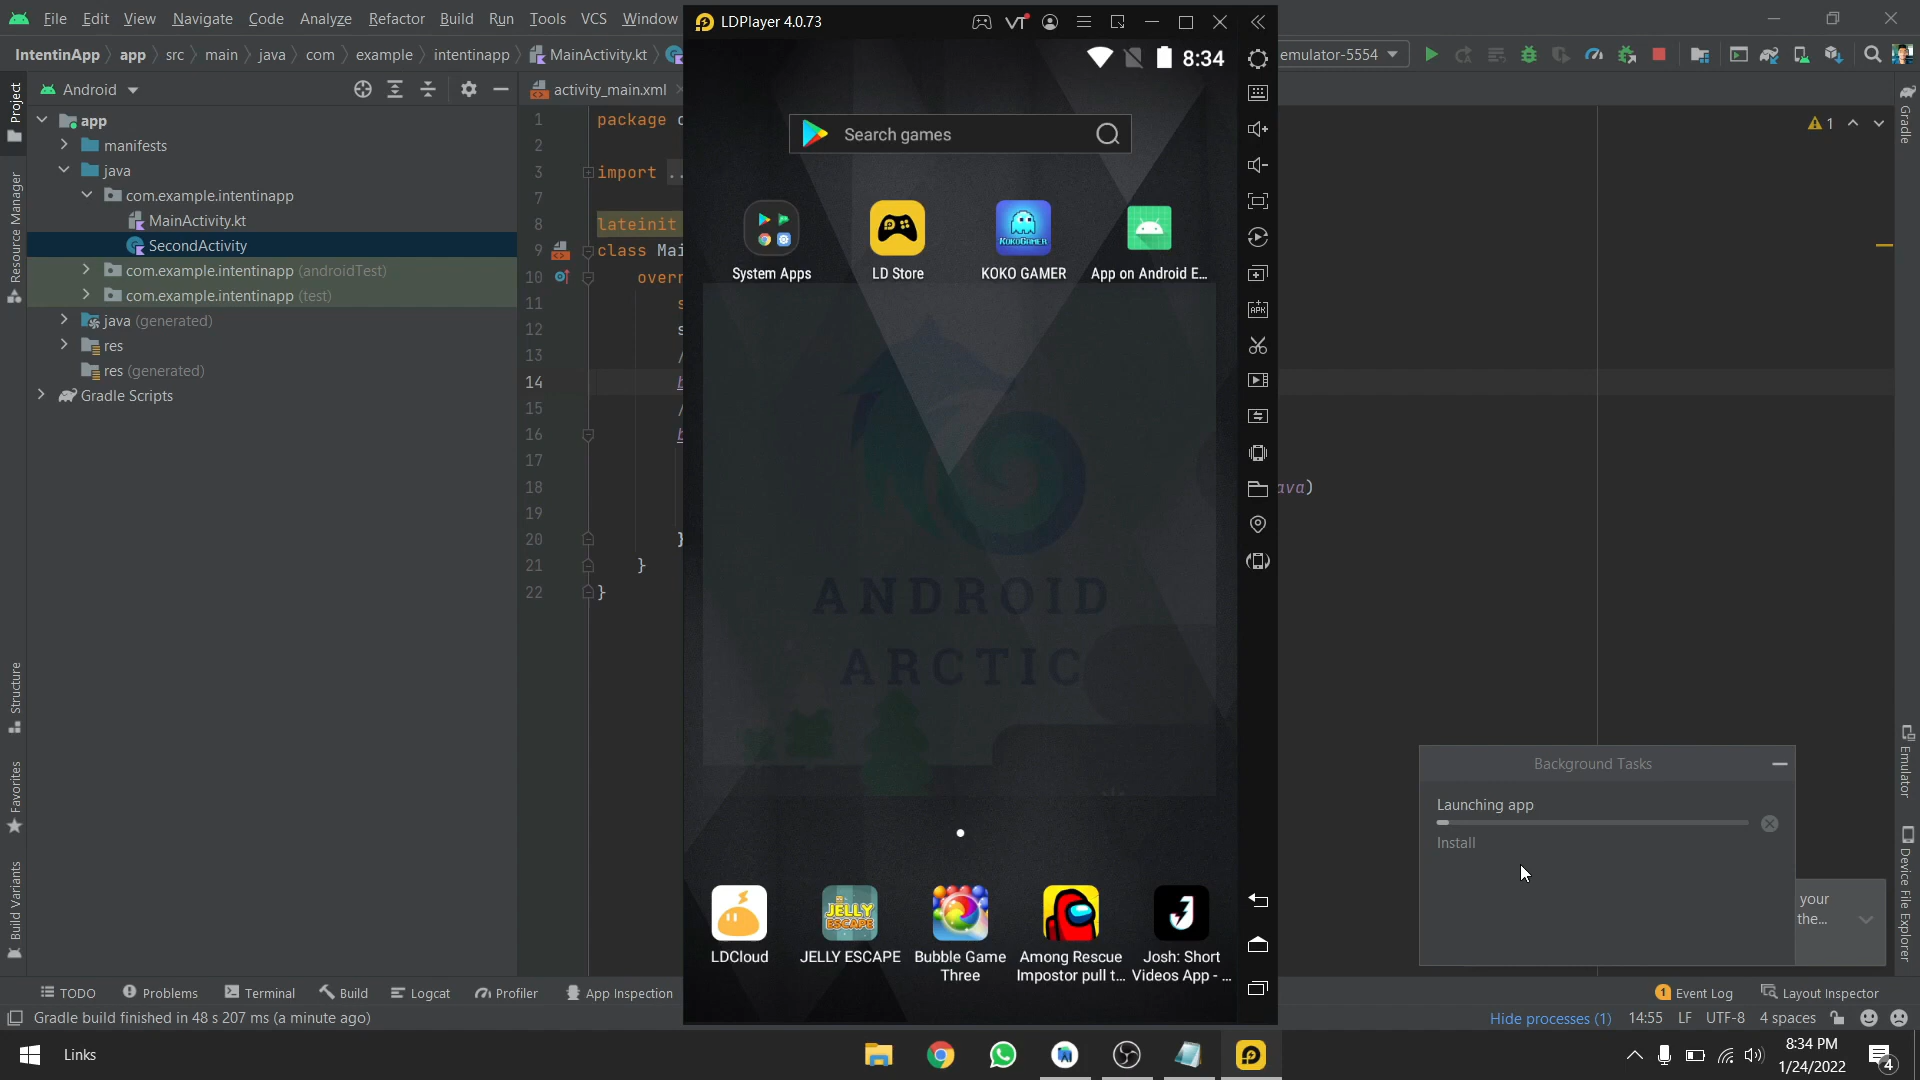 File Edit View Navigate Code Analyze Refactor Build Run Tools VCS Window
LDPlayer 4.0.73
IntentinApp app src main java com example intentinapp MainActivity.kt
emulator-5554
8:34
Android
activity_main.xml
Project
Resource Manager
Structure
Favorites
Build Variants
app
manifests
java
com.example.intentinapp
MainActivity.kt
SecondActivity
com.example.intentinapp (androidTest)
com.example.intentinapp (test)
java (generated)
res
res (generated)
Gradle Scripts
1 package
2
3 import ..
7
8 lateinit
9 class Mai
10 overr
11 s
12 s
13 /
14 b
15 /
16 b
17
18 ava)
19
20 }
21 }
22 }
1
Gradle
Emulator
Device File Explorer
Search games
System Apps
LD Store
KOKO GAMER
KOKO GAMER
App on Android E...
ANDROID
ARCTIC
JELLY ESCAPE
LDCloud
JELLY ESCAPE
Bubble Game Three
Among Rescue Impostor pull t...
Josh: Short Videos App - ...
APK
Background Tasks
Launching app
Install
your
the...
TODO Problems Terminal Build Logcat Profiler App Inspection
1 Event Log Layout Inspector
Gradle build finished in 48 s 207 ms (a minute ago)
Hide processes (1) 14:55 LF UTF-8 4 spaces
Links
8:34 PM
1/24/2022
4